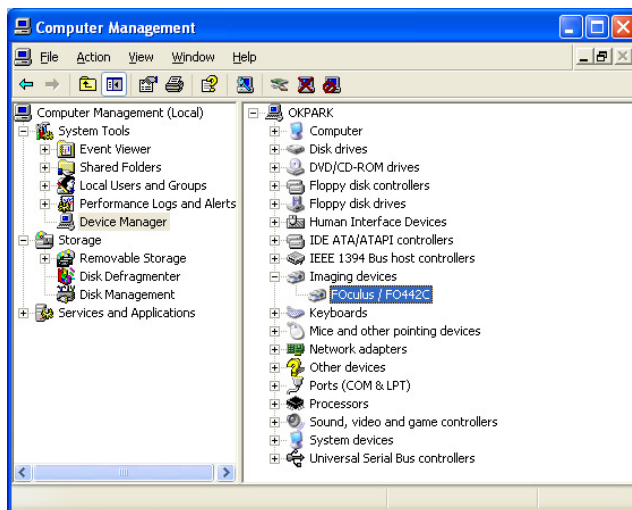 Computer Management
File Action View Window Help
Computer Management (Local)
System Tools
Event Viewer
Shared Folders
Local Users and Groups
Performance Logs and Alerts
Device Manager
Storage
Removable Storage
Disk Defragmenter
Disk Management
Services and Applications
OKPARK
Computer
Disk drives
DVD/CD-ROM drives
Floppy disk controllers
Floppy disk drives
Human Interface Devices
IDE ATA/ATAPI controllers
IEEE 1394 Bus host controllers
Imaging devices
FOculus / FO442C
Keyboards
Mice and other pointing devices
Network adapters
Other devices
Ports (COM & LPT)
Processors
Sound, video and game controllers
System devices
Universal Serial Bus controllers